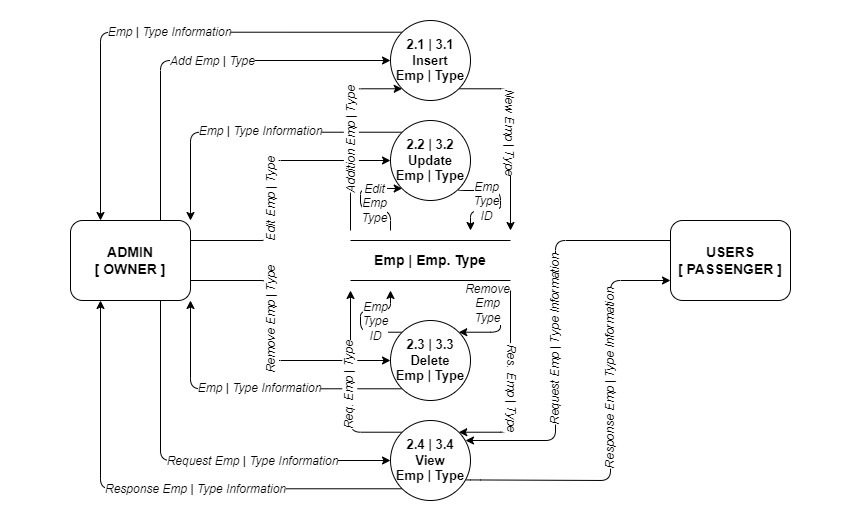 Emp | Type Information
Add Emp | Type
2.1 | 3.1
Insert
Emp | Type
Addition Emp | Type
New Emp | Type
Emp | Type Information
2.2 | 3.2
Update
Emp | Type
Edit Emp | Type
Edit
Emp
Type
Emp
Type
ID
ADMIN
[ OWNER ]
Emp | Emp. Type
USERS
[ PASSENGER ]
Remove Emp | Type
Emp
Type
ID
Remove
Emp
Type
2.3 | 3.3
Delete
Emp | Type
Emp | Type Information
Req. Emp | Type
Res. Emp | Type
Request Emp | Type Information
Response Emp | Type Information
2.4 | 3.4
View
Emp | Type
Request Emp | Type Information
Response Emp | Type Information